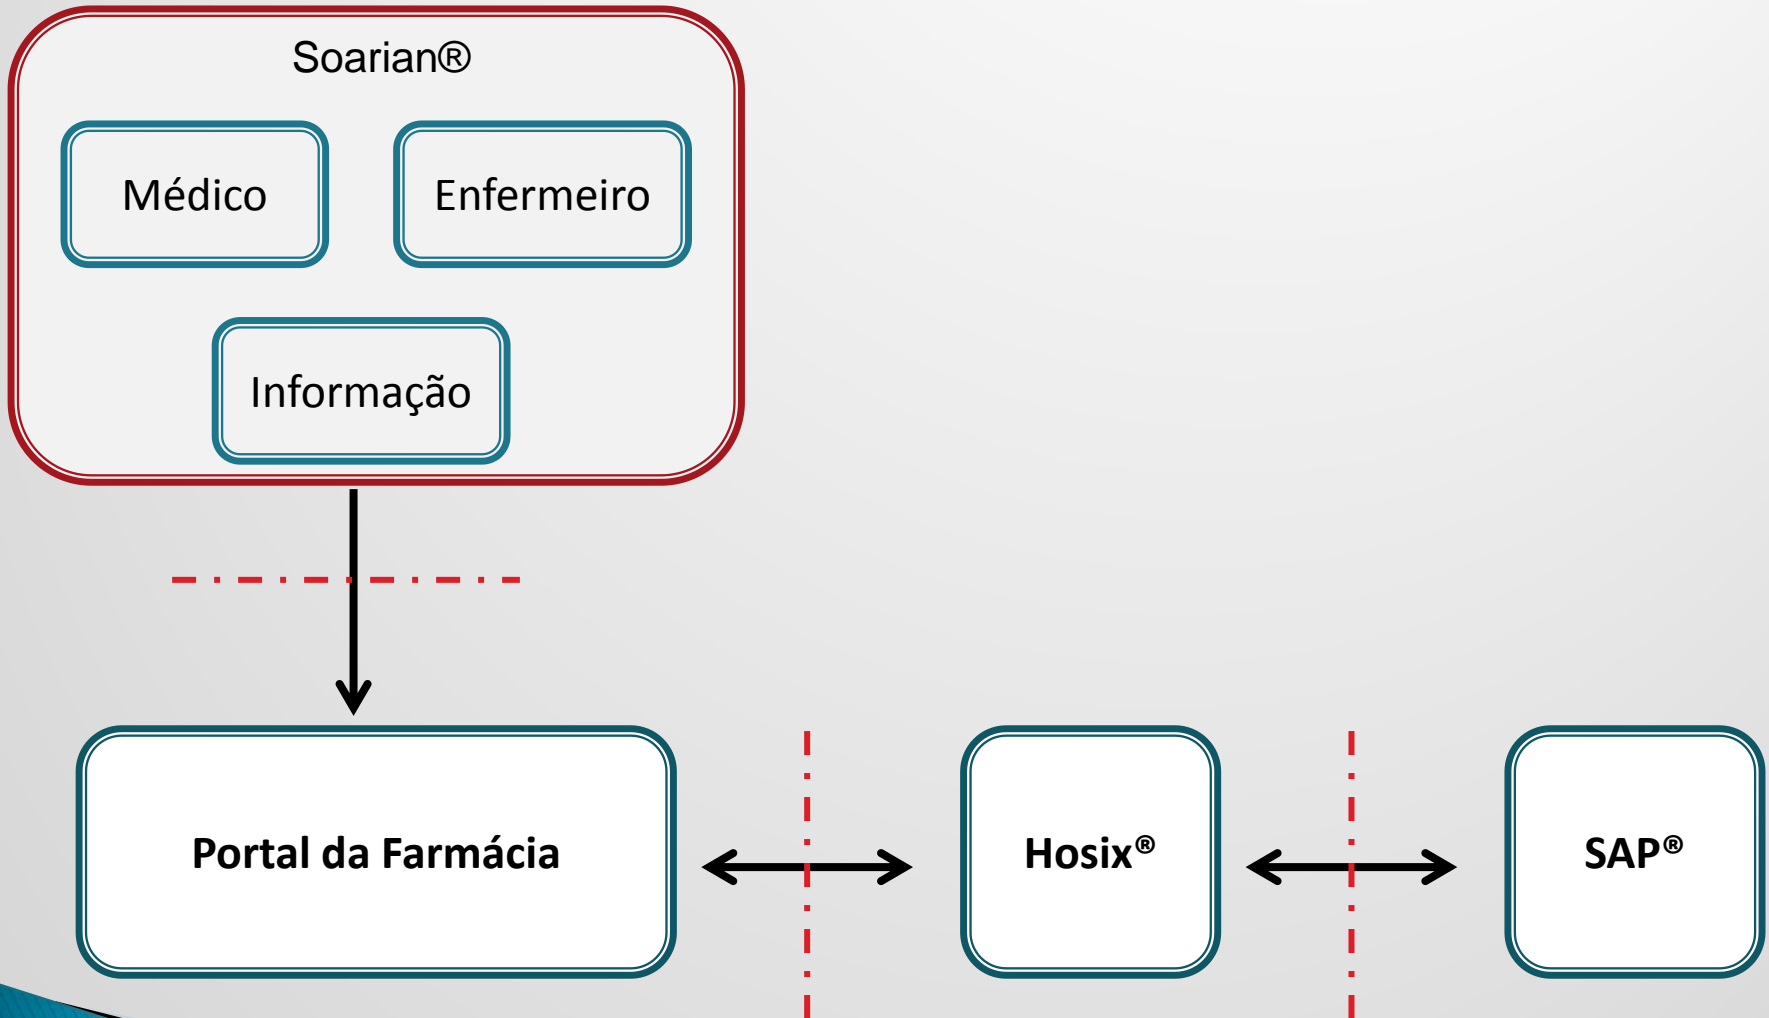 Soarian®
Médico
Enfermeiro
Informação
Portal da Farmácia
Hosix®
SAP®